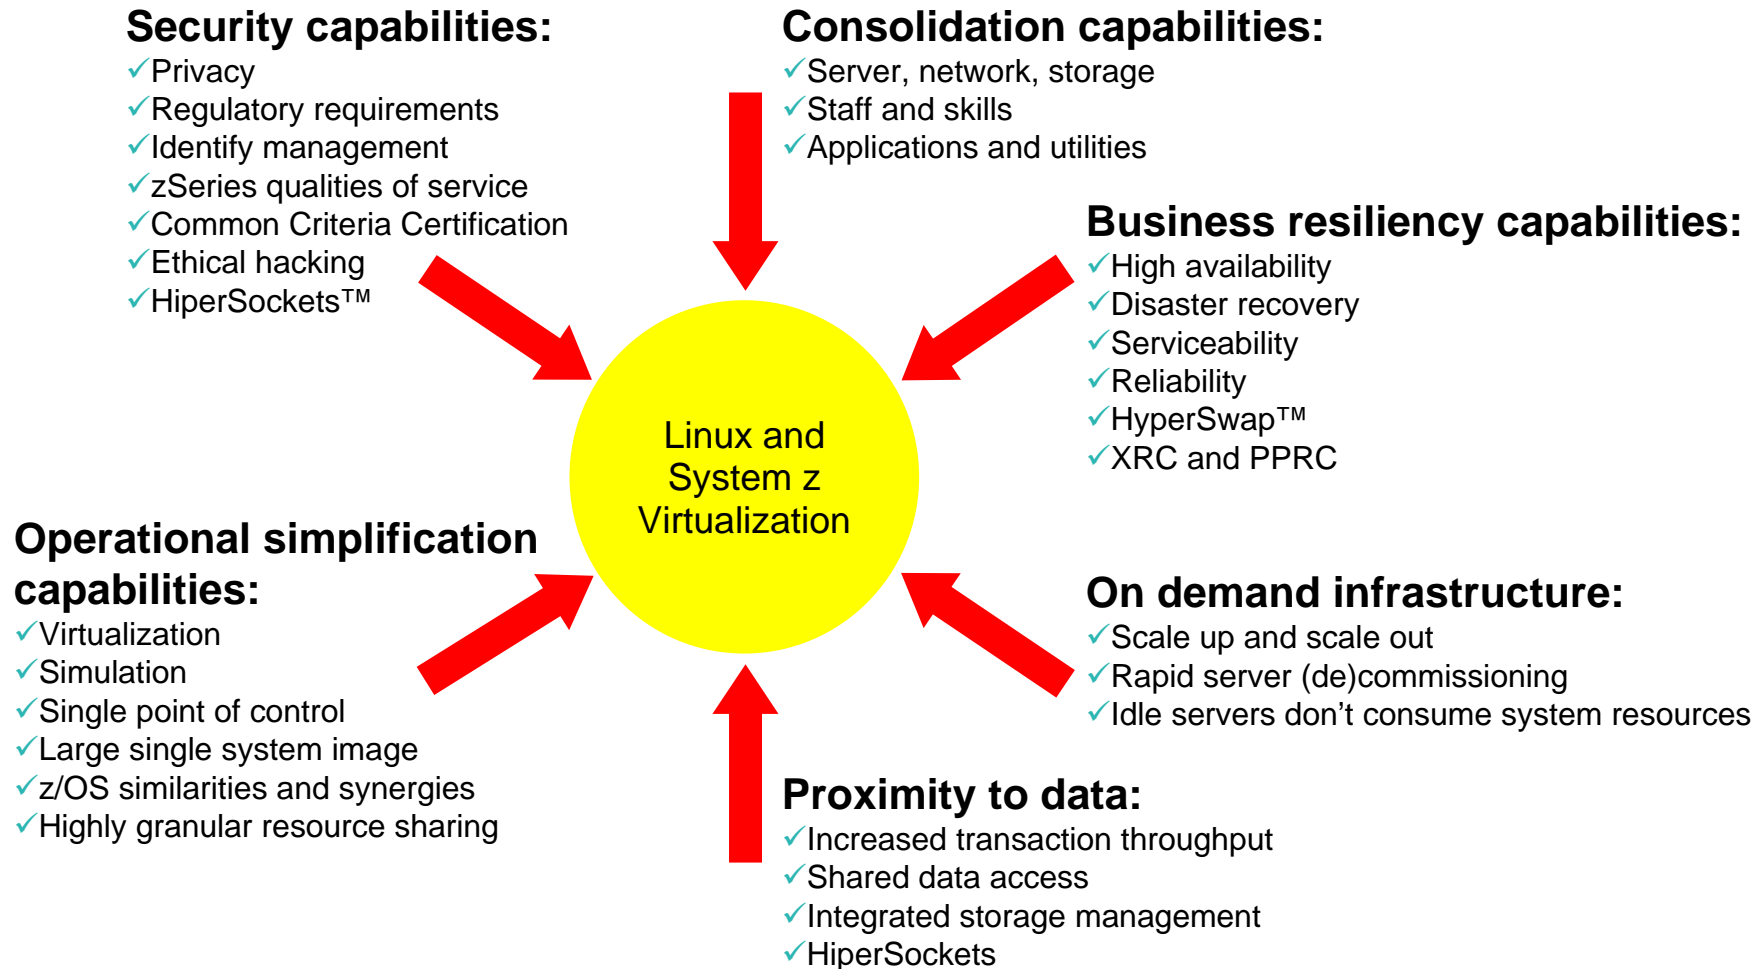 Security capabilities:
✓Privacy
✓Regulatory requirements
✓Identify management
✓zSeries qualities of service
✓Common Criteria Certification
✓Ethical hacking
✓HiperSockets™
Consolidation capabilities:
✓Server, network, storage
✓Staff and skills
✓Applications and utilities
Business resiliency capabilities:
✓High availability
✓Disaster recovery
✓Serviceability
✓Reliability
✓HyperSwap™
✓XRC and PPRC
Linux and
System z
Virtualization
Operational simplification
capabilities:
✓Virtualization
✓Simulation
✓Single point of control
✓Large single system image
✓z/OS similarities and synergies
✓Highly granular resource sharing
On demand infrastructure:
✓Scale up and scale out
✓Rapid server (de)commissioning
✓Idle servers don’t consume system resources
Proximity to data:
✓Increased transaction throughput
✓Shared data access
✓Integrated storage management
✓HiperSockets